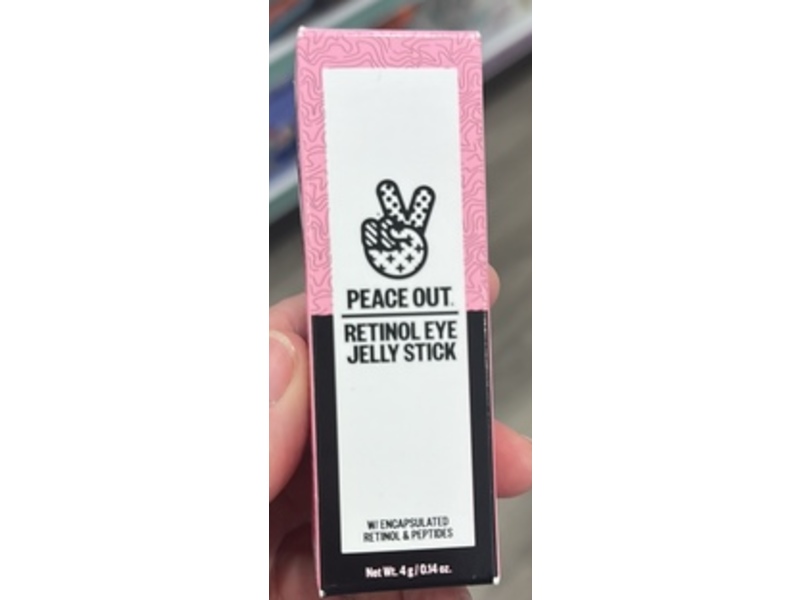 PEACE OUT.
RETINOL EYE
JELLY STICK
W/ ENCAPSULATED
RETINOL & PEPTIDES
Net Wt. 4 g / 0.14 oz.